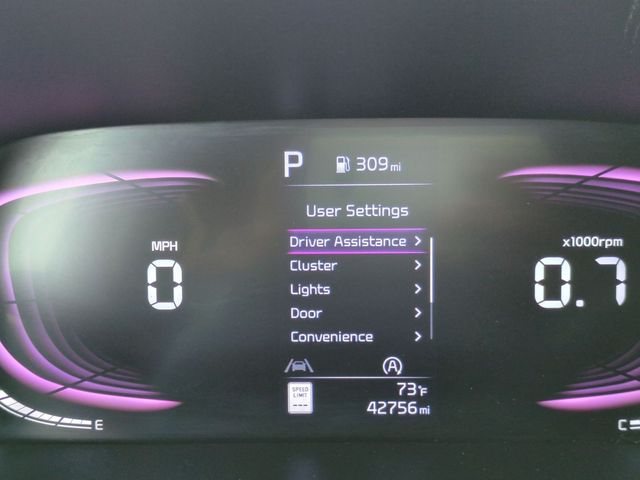 P 309 mi
User Settings
Driver Assistance
Cluster
Lights
Door
Convenience
MPH
0
x1000rpm
0.7
A
SPEED LIMIT ---
73°F
42756 mi
E
C